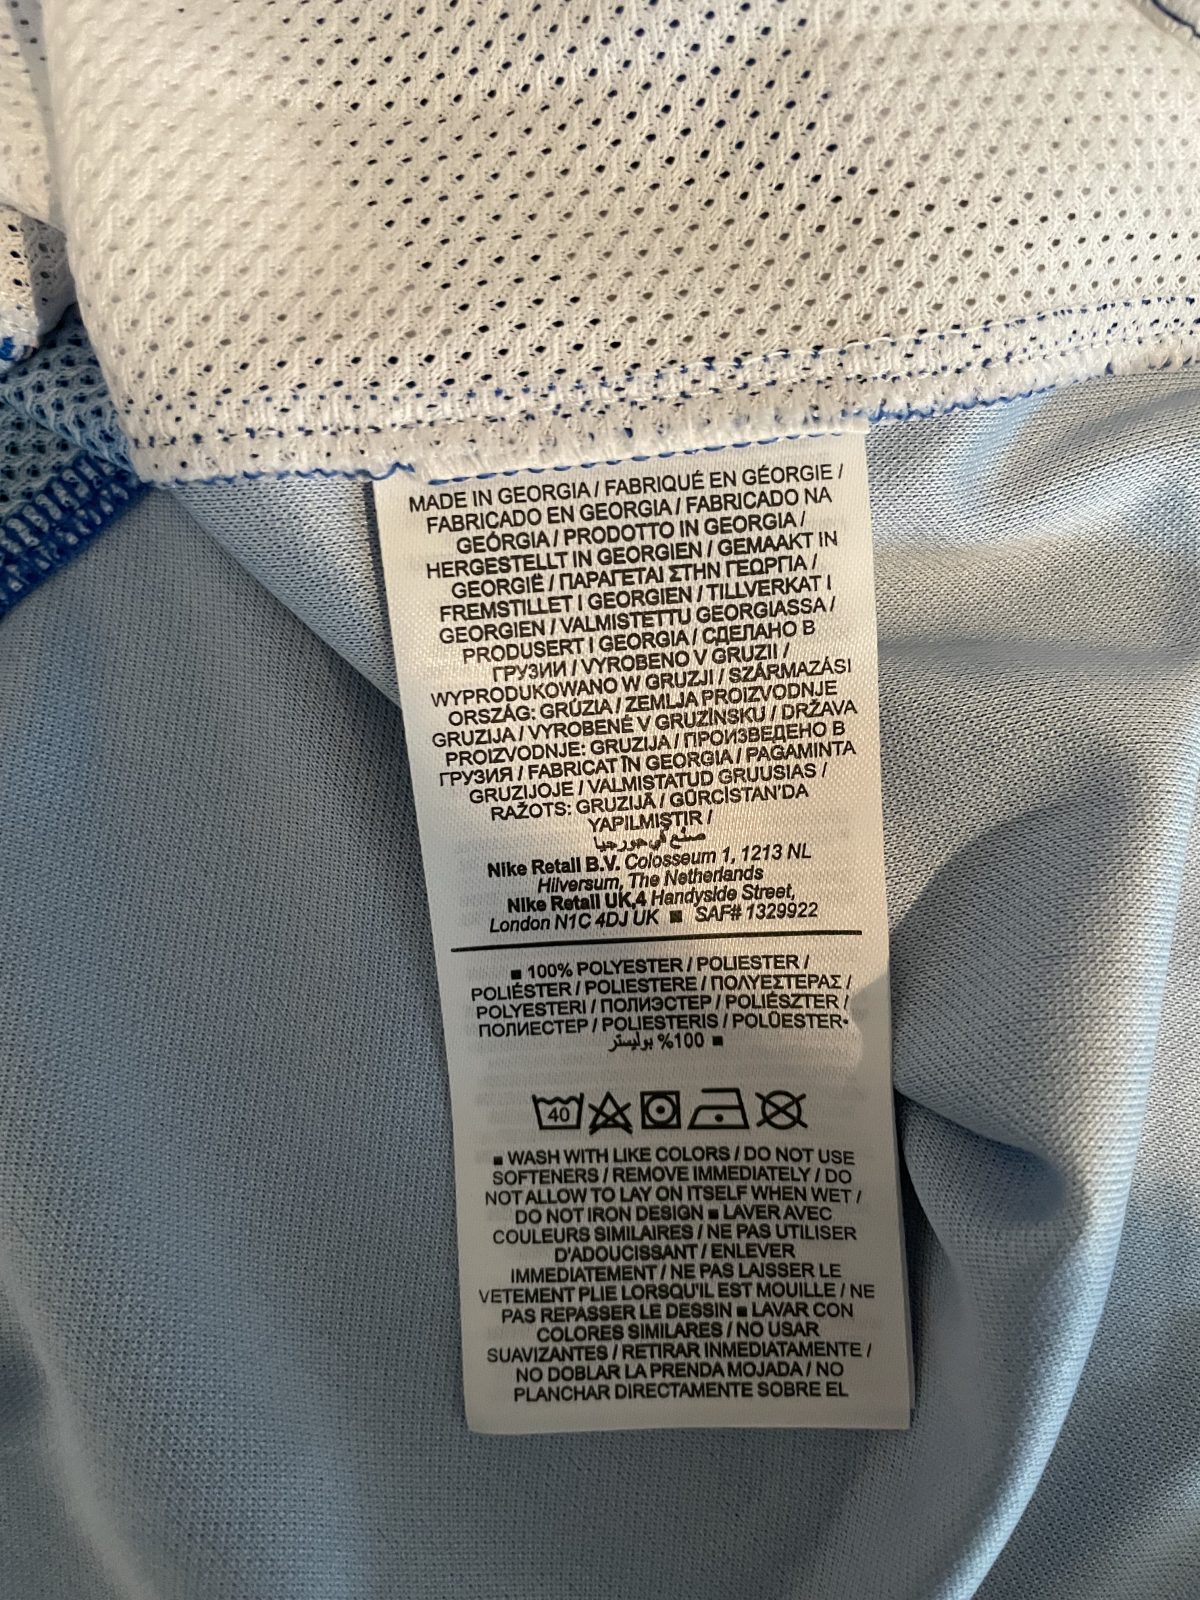 MADE IN GEORGIA / FABRIQUÉ EN GÉORGIE /
FABRICADO EN GEORGIA / FABRICADO NA
GEÓRGIA / PRODOTTO IN GEORGIA /
HERGESTELLT IN GEORGIEN / GEMAAKT IN
GEORGIË / ΠΑΡΑΓΕΤΑΙ ΣΤΗΝ ΓΕΩΡΓΙΑ /
FREMSTILLET I GEORGIEN / TILLVERKAT I
GEORGIEN / VALMISTETTU GEORGIASSA /
PRODUSERT I GEORGIA / СДЕЛАНО В
ГРУЗИИ / VYROBENO V GRUZII /
WYPRODUKOWANO W GRUZJI / SZÁRMAZÁSI
ORSZÁG: GRÚZIA / ZEMLJA PROIZVODNJE
GRUZIJA / VYROBENÉ V GRUZÍNSKU / DRŽAVA
PROIZVODNJE: GRUZIJA / ПРОИЗВЕДЕНО В
ГРУЗИЯ / FABRICAT ÎN GEORGIA / PAGAMINTA
GRUZIJOJE / VALMISTATUD GRUUSIAS /
RAŽOTS: GRUZIJĀ / GÜRCİSTAN'DA
YAPILMIŞTIR /
صنع في جورجيا
Nike Retail B.V. Colosseum 1, 1213 NL
Hilversum, The Netherlands
Nike Retail UK,4 Handyside Street,
London N1C 4DJ UK ■ SAF# 1329922
■ 100% POLYESTER / POLIESTER /
POLIÉSTER / POLIESTERE / ΠΟΛΥΕΣΤΕΡΑΣ /
POLYESTERI / ПОЛИЭСТЕР / POLIÉSZTER /
ПОЛИЕСТЕР / POLIESTERIS / POLÜESTER•
100% بوليستر ■
40
■ WASH WITH LIKE COLORS / DO NOT USE
SOFTENERS / REMOVE IMMEDIATELY / DO
NOT ALLOW TO LAY ON ITSELF WHEN WET /
DO NOT IRON DESIGN ■ LAVER AVEC
COULEURS SIMILAIRES / NE PAS UTILISER
D'ADOUCISSANT / ENLEVER
IMMEDIATEMENT / NE PAS LAISSER LE
VETEMENT PLIE LORSQU'IL EST MOUILLE / NE
PAS REPASSER LE DESSIN ■ LAVAR CON
COLORES SIMILARES / NO USAR
SUAVIZANTES / RETIRAR INMEDIATAMENTE /
NO DOBLAR LA PRENDA MOJADA / NO
PLANCHAR DIRECTAMENTE SOBRE EL